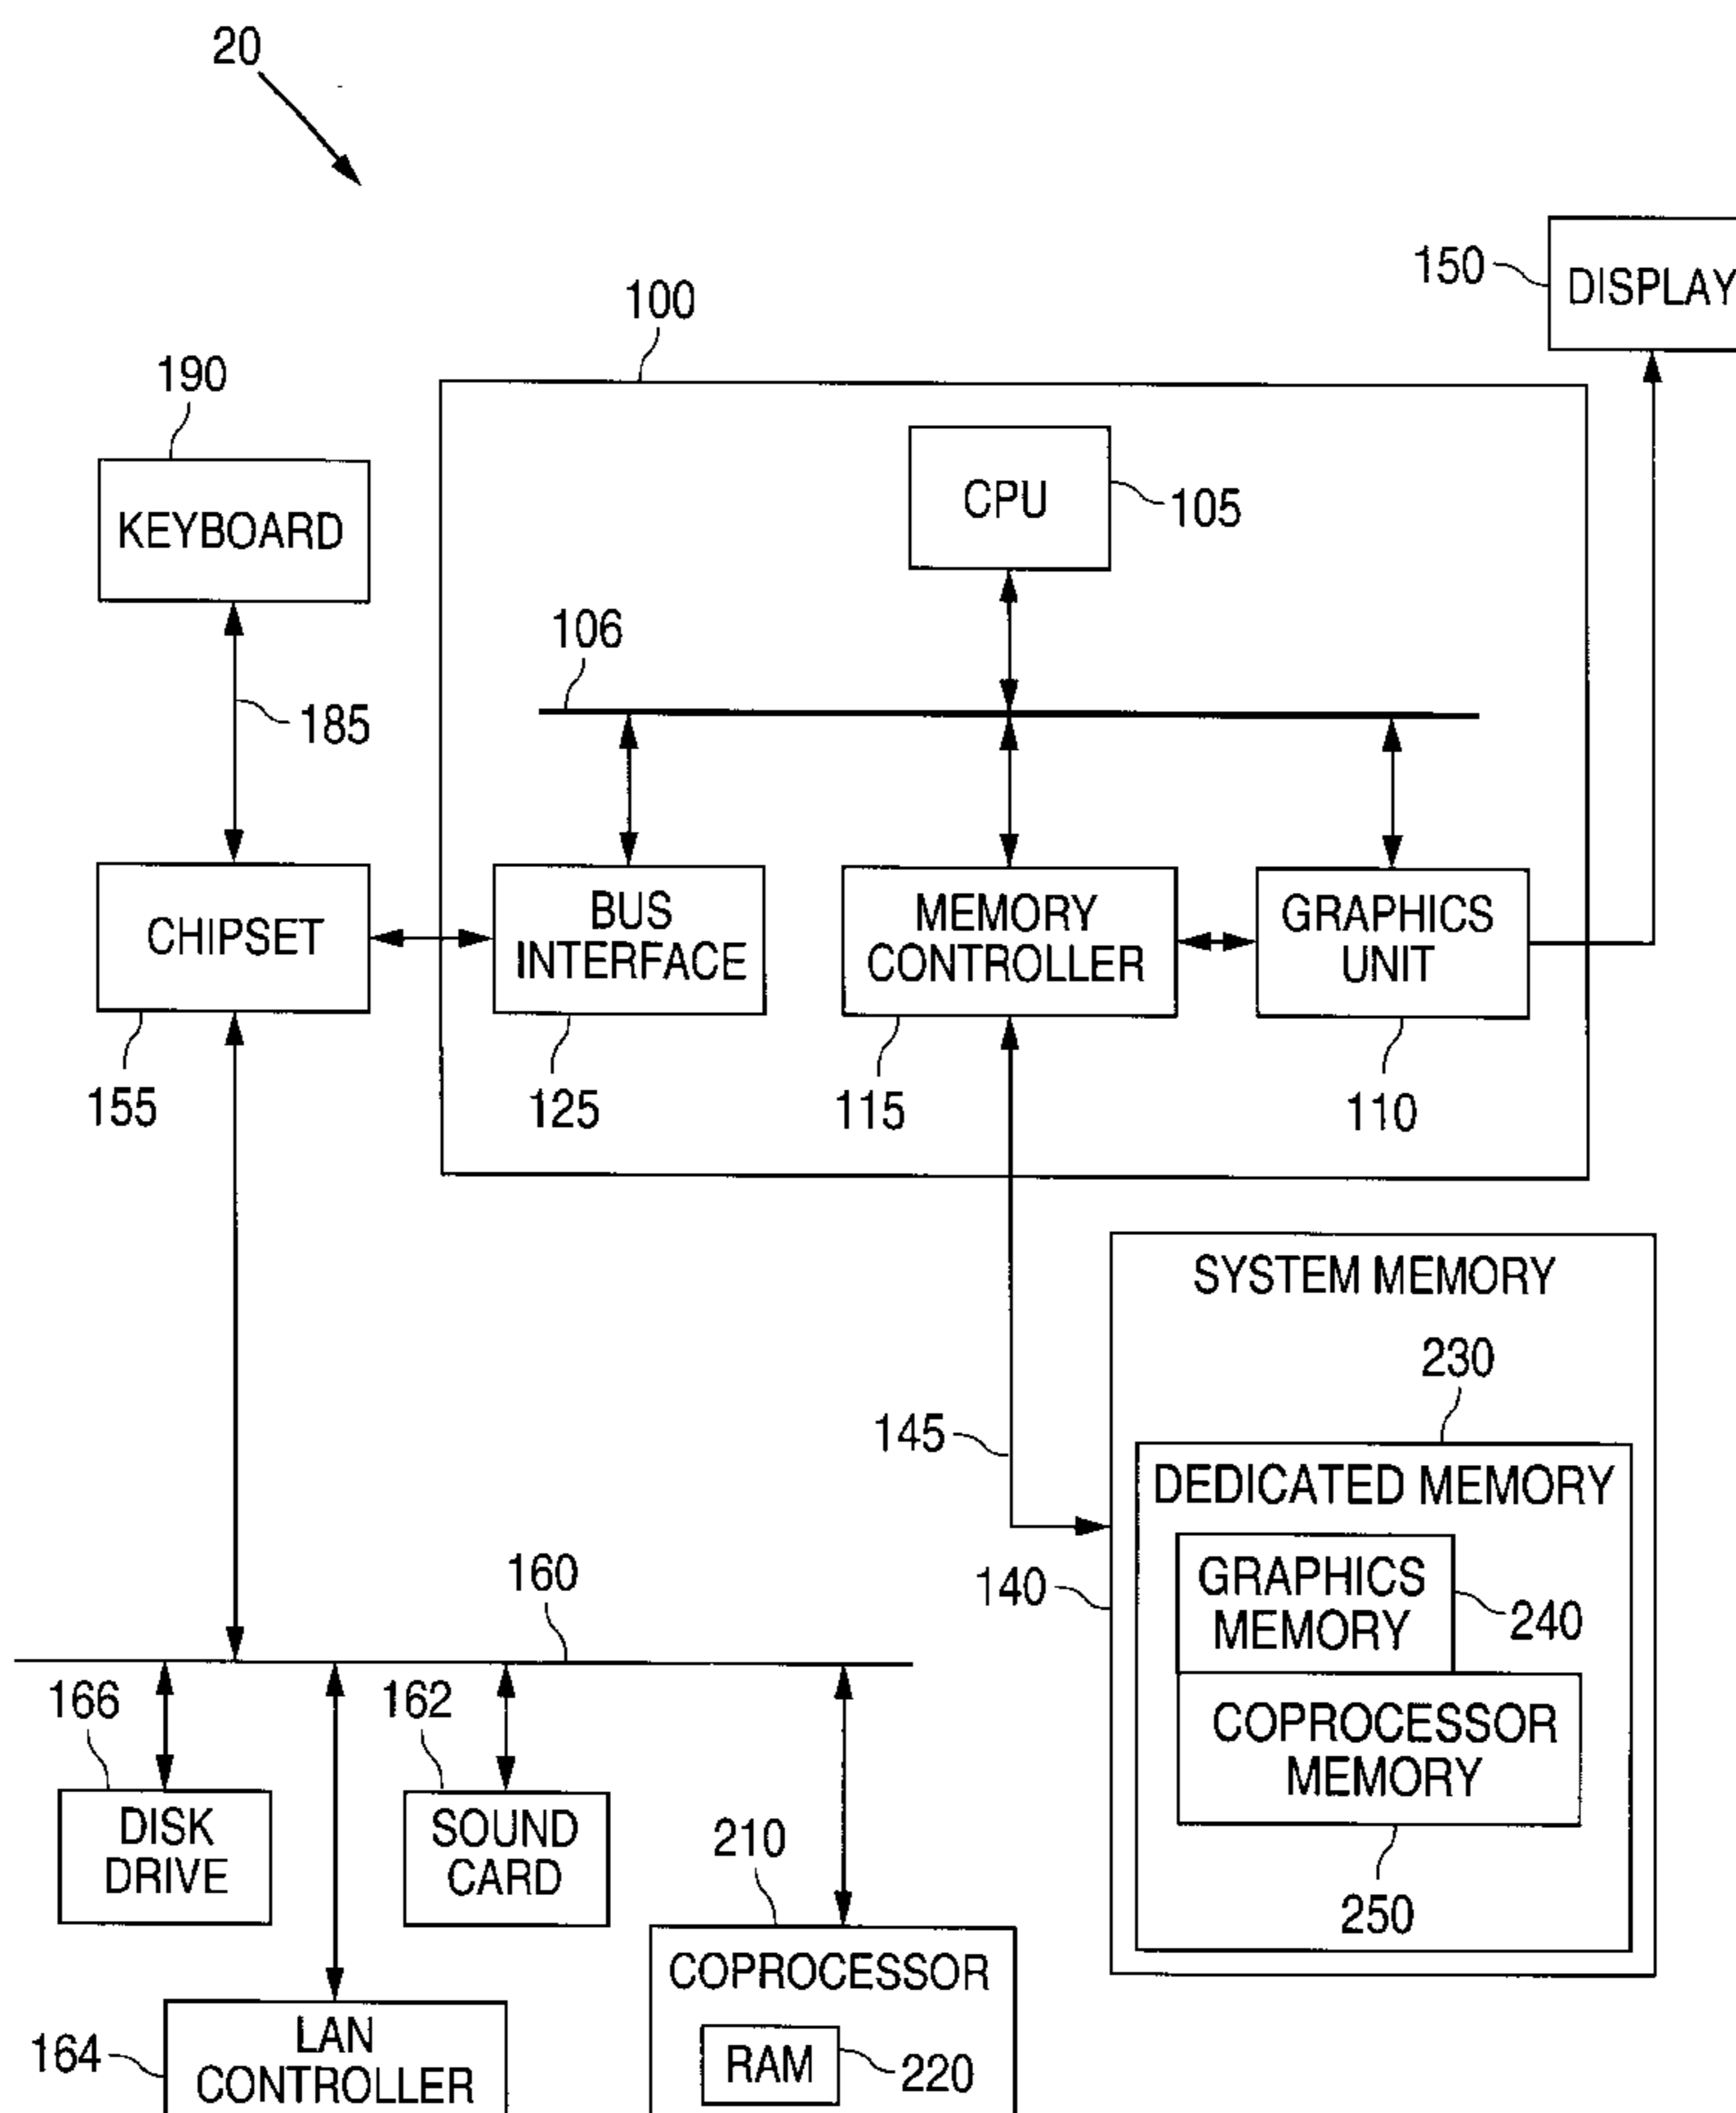 20
150
DISPLAY
100
190
KEYBOARD
CPU
105
106
185
CHIPSET
BUS
INTERFACE
MEMORY
CONTROLLER
GRAPHICS
UNIT
155
125
115
110
SYSTEM MEMORY
230
145
DEDICATED MEMORY
GRAPHICS
MEMORY
240
140
160
COPROCESSOR
MEMORY
250
166
162
DISK
DRIVE
SOUND
CARD
210
COPROCESSOR
RAM
220
164
LAN
CONTROLLER